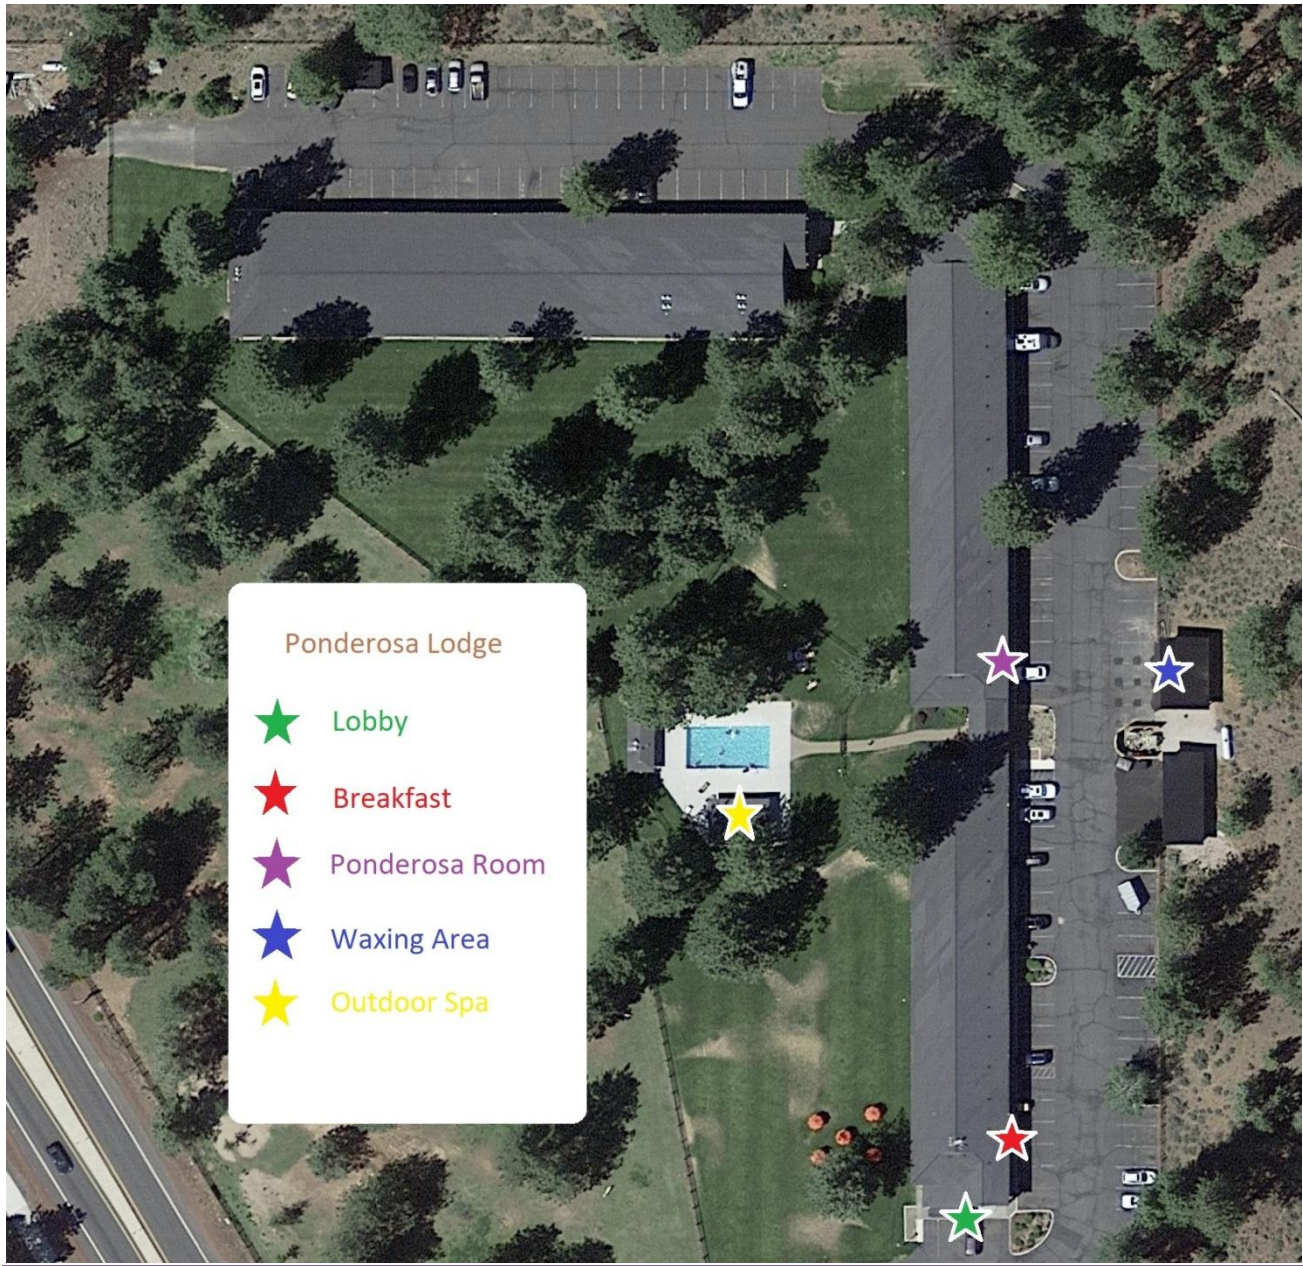 Ponderosa Lodge
Lobby
Breakfast
Ponderosa Room
Waxing Area
Outdoor Spa